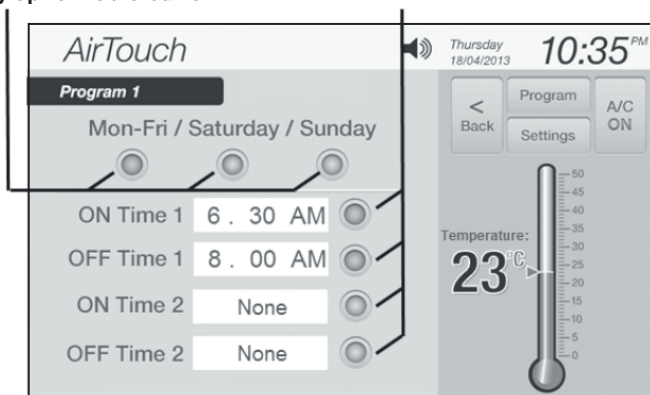 AirTouch
Thursday
18/04/2013
10:35 PM
Program 1
Mon-Fri / Saturday / Sunday
ON Time 1 6 . 30 AM
OFF Time 1 8 . 00 AM
ON Time 2 None
OFF Time 2 None
< Back
Program
Settings
A/C ON
Temperature:
23°C
50
45
40
35
30
25
20
15
10
5
0